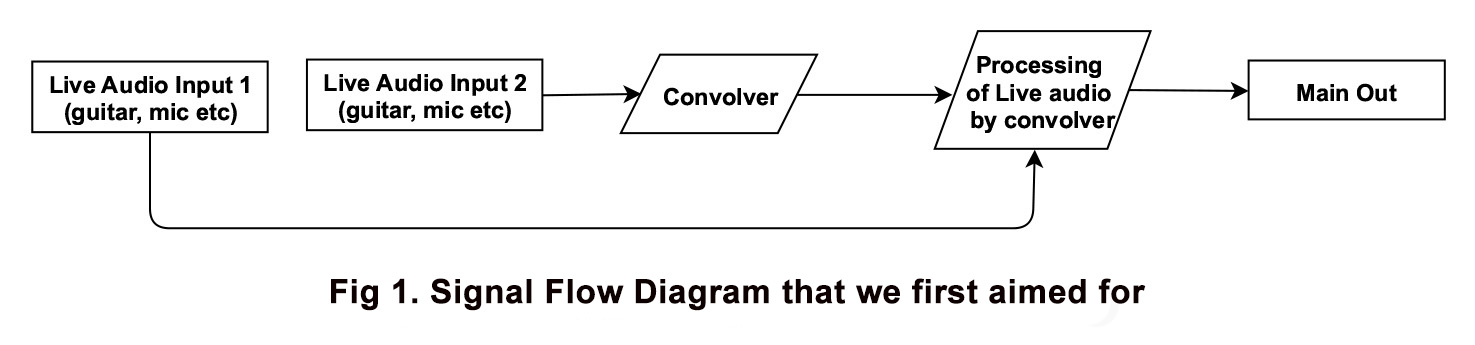 Live Audio Input 1
(guitar, mic etc)
Live Audio Input 2
(guitar, mic etc)
Convolver
Processing
of Live audio
by convolver
Main Out
Fig 1. Signal Flow Diagram that we first aimed for